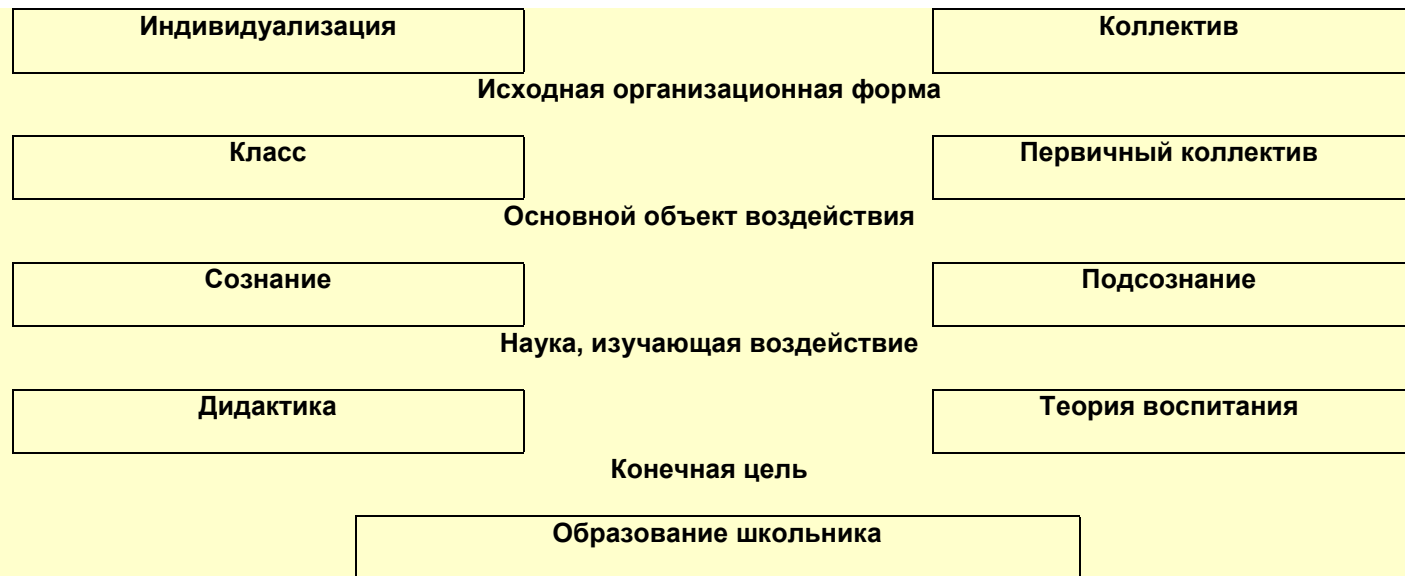 Индивидуализация Коллектив
Исходная организационная форма
Класс Первичный коллектив
Основной объект воздействия
Сознание Подсознание
Наука, изучающая воздействие
Дидактика Теория воспитания
Конечная цель
Образование школьника